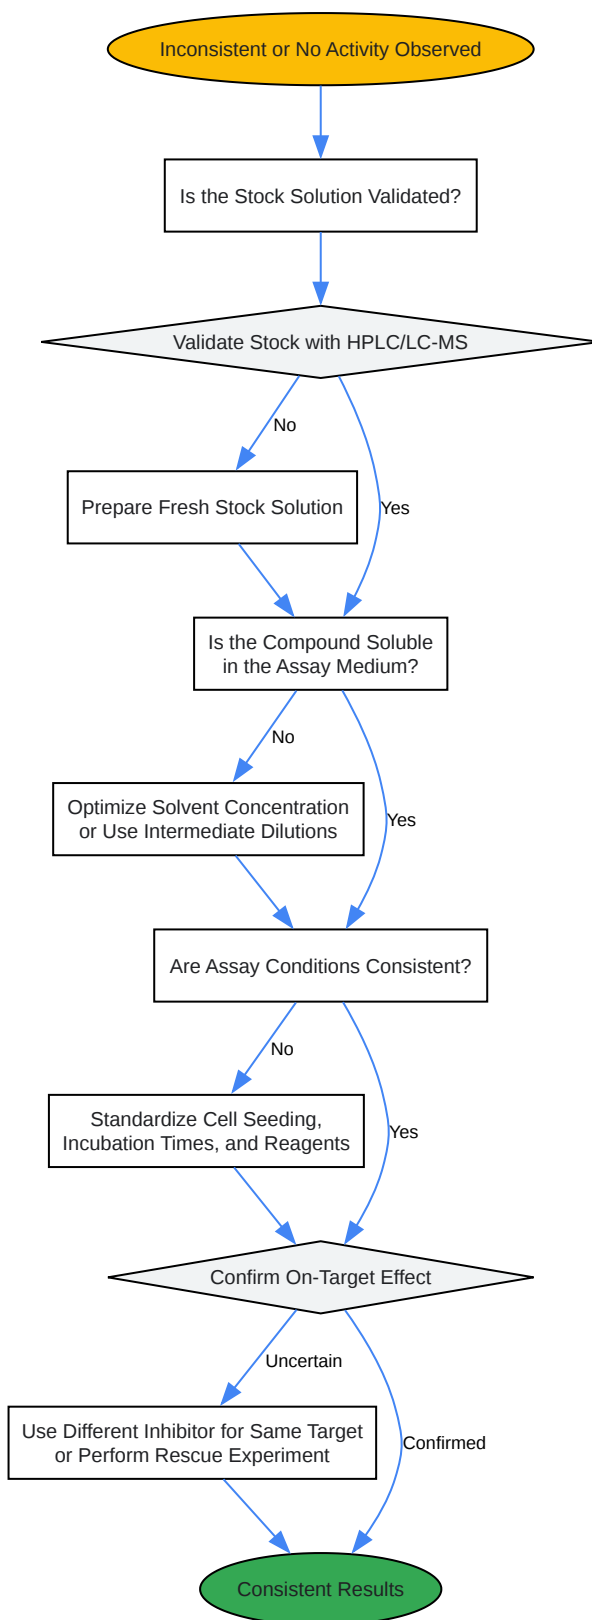 Inconsistent or No Activity Observed
Is the Stock Solution Validated?
Validate Stock with HPLC/LC-MS
No
Prepare Fresh Stock Solution
Yes
Is the Compound Soluble
in the Assay Medium?
No
Optimize Solvent Concentration
or Use Intermediate Dilutions
Yes
Are Assay Conditions Consistent?
No
Standardize Cell Seeding,
Incubation Times, and Reagents
Yes
Confirm On-Target Effect
Uncertain
Use Different Inhibitor for Same Target
or Perform Rescue Experiment
Confirmed
Consistent Results